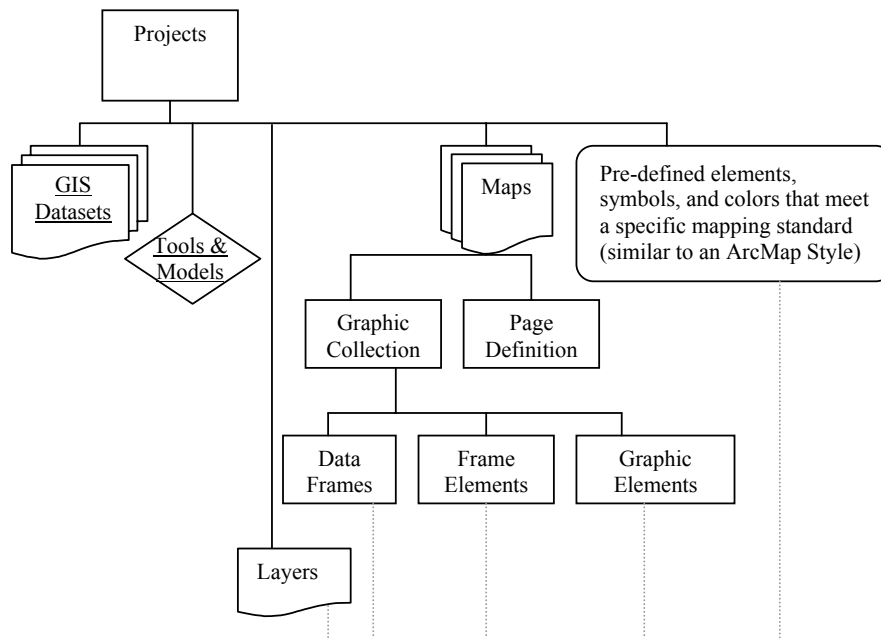 Projects
GIS
Datasets
Tools &
Models
Maps
Pre-defined elements,
symbols, and colors that meet
a specific mapping standard
(similar to an ArcMap Style)
Graphic
Collection
Page
Definition
Data
Frames
Frame
Elements
Graphic
Elements
Layers